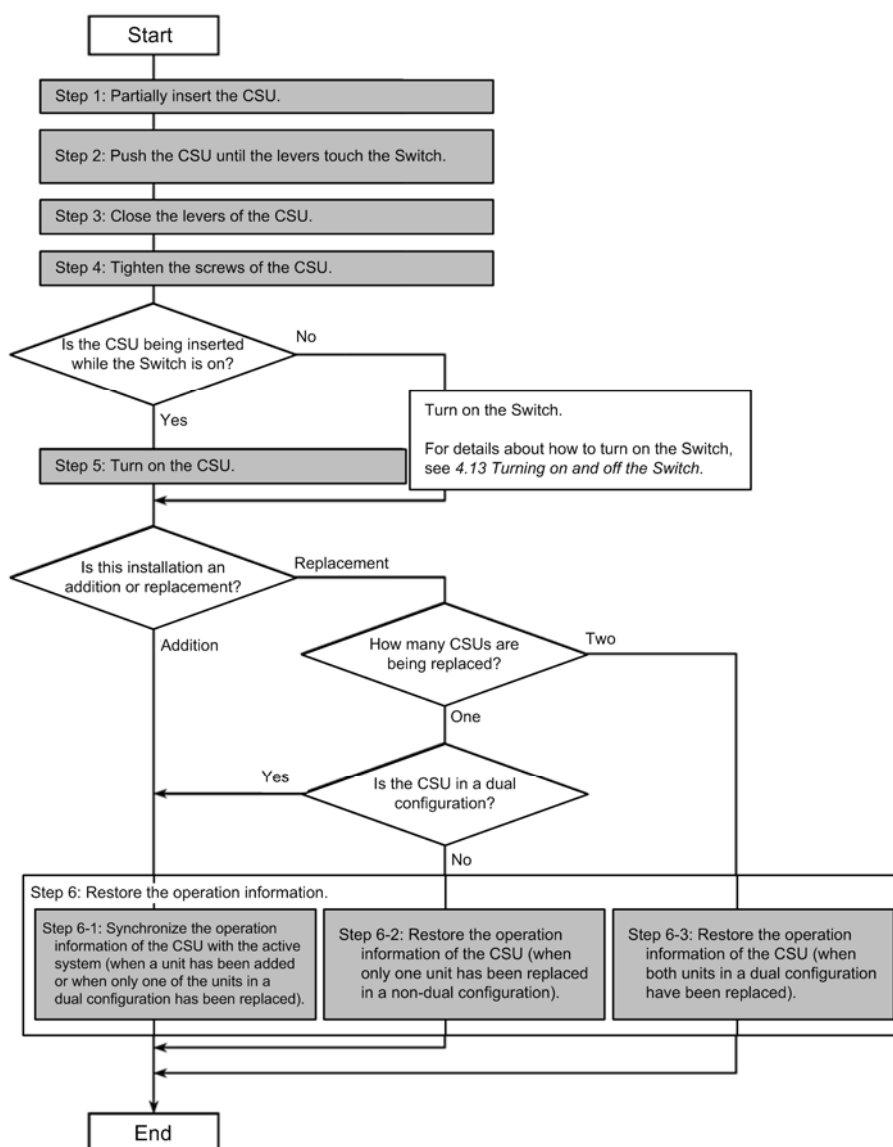 Start
Step 1: Partially insert the CSU.
Step 2: Push the CSU until the levers touch the Switch.
Step 3: Close the levers of the CSU.
Step 4: Tighten the screws of the CSU.
Is the CSU being inserted
while the Switch is on?
No
Yes
Turn on the Switch.
For details about how to turn on the Switch,
see 4.13 Turning on and off the Switch.
Step 5: Turn on the CSU.
Is this installation an
addition or replacement?
Replacement
Addition
How many CSUs are
being replaced?
Two
One
Is the CSU in a dual
configuration?
Yes
No
Step 6: Restore the operation information.
Step 6-1: Synchronize the operation
information of the CSU with the active
system (when a unit has been added
or when only one of the units in a
dual configuration has been replaced).
Step 6-2: Restore the operation
information of the CSU (when
only one unit has been replaced
in a non-dual configuration).
Step 6-3: Restore the operation
information of the CSU (when
both units in a dual configuration
have been replaced).
End